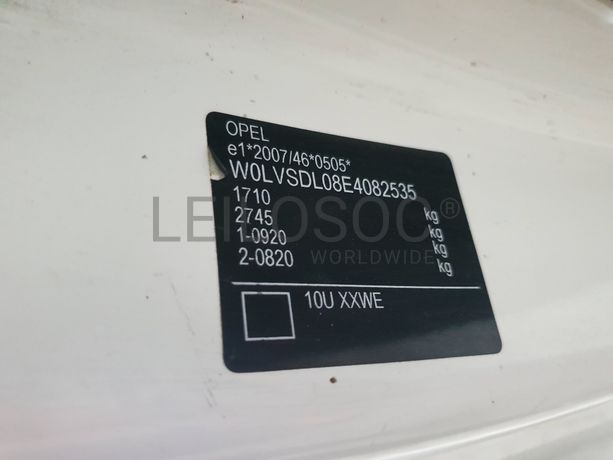 OPEL
e1*2007/46*0505*
W0LVSDL08E4082535
1710 kg
2745 kg
1-0920 kg
2-0820 kg
10U XXWE
LEILOSOC®
WORLDWIDE